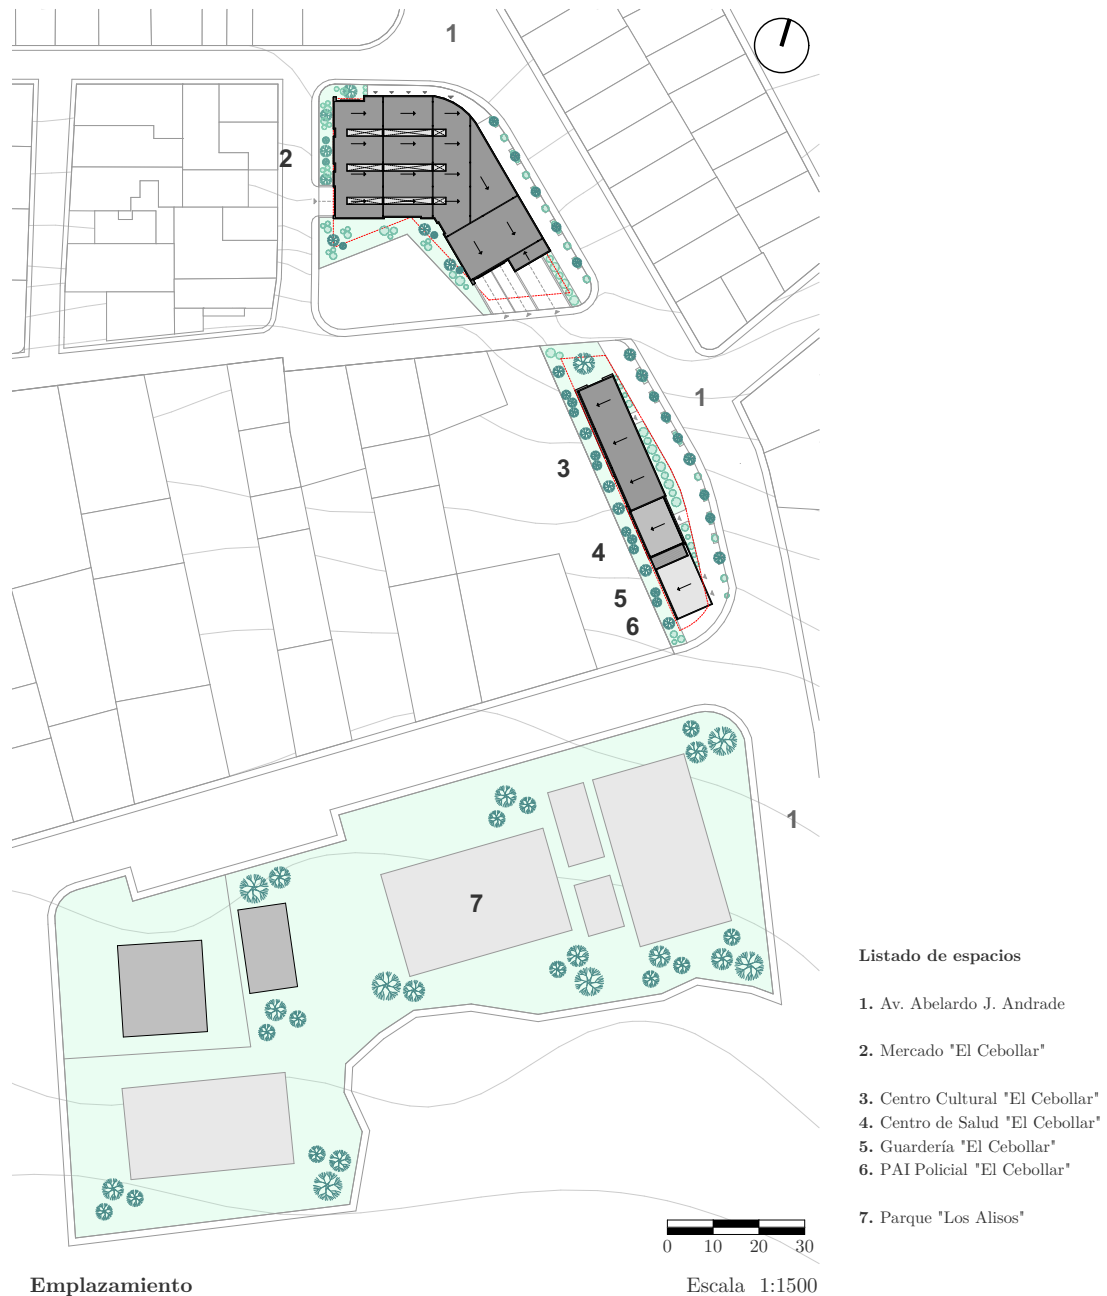 1
2
1
3
4
5
6
1
7
Listado de espacios
1. Av. Abelardo J. Andrade
2. Mercado "El Cebollar"
3. Centro Cultural "El Cebollar"
4. Centro de Salud "El Cebollar"
5. Guardería "El Cebollar"
6. PAI Policial "El Cebollar"
7. Parque "Los Alisos"
0 10 20 30
Emplazamiento
Escala 1:1500